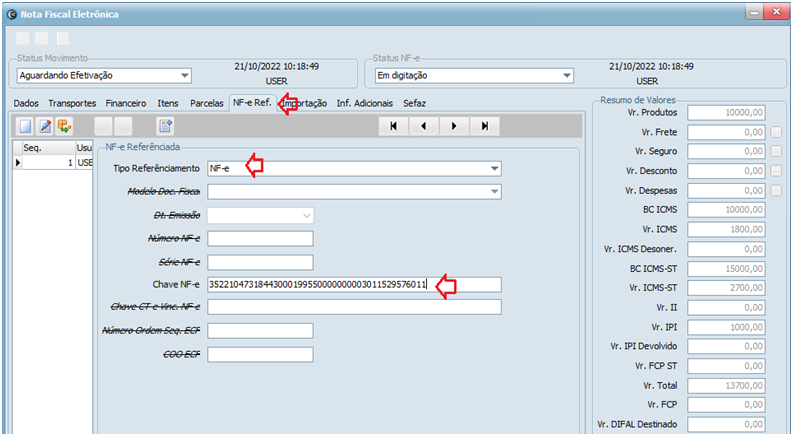 Nota Fiscal Eletrônica
Status Movimento
Aguardando Efetivação
21/10/2022 10:18:49
USER
Status NF-e
Em digitação
21/10/2022 10:18:49
USER
Dados Transportes Financeiro Itens Parcelas NF-e Ref. Importação Inf. Adicionais Sefaz
Seq. Usu
1 USE
NF-e Referênciada
Tipo Referênciamento NF-e
Modelo Doc. Fiscal
Dt. Emissão
Número NF-e
Série NF-e
Chave NF-e 35221047318443000199550000000003011529576011
Chave CT-e Vinc. NF-e
Número Ordem Seq. ECF
COO ECF
Resumo de Valores
Vr. Produtos 10000,00
Vr. Frete 0,00
Vr. Seguro 0,00
Vr. Desconto 0,00
Vr. Despesas 0,00
BC ICMS 10000,00
Vr. ICMS 1800,00
Vr. ICMS Desoner. 0,00
BC ICMS-ST 15000,00
Vr. ICMS-ST 2700,00
Vr. II 0,00
Vr. IPI 1000,00
Vr. IPI Devolvido 0,00
Vr. FCP ST 0,00
Vr. Total 13700,00
Vr. FCP 0,00
Vr. DIFAL Destinado 0,00